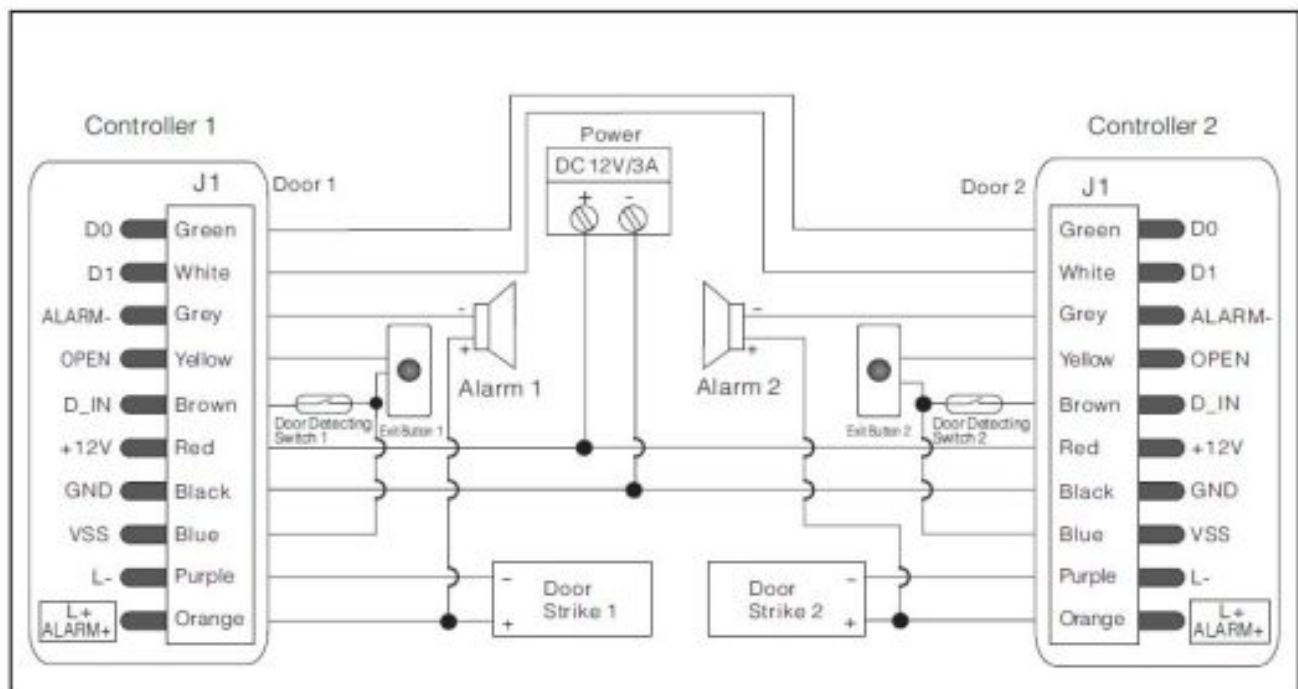 Controller 1
Power
Controller 2
DC 12V/3A
+ -
J1
Door 1
Door 2
J1
D0 Green
Green D0
D1 White
White D1
ALARM- Grey
-
-
Grey ALARM-
OPEN Yellow
+
+
Yellow OPEN
Alarm 1
Alarm 2
D_IN Brown
Brown D_IN
Door Detecting
Switch 1
Exit Button 1
Exit Button 2
Door Detecting
Switch 2
+12V Red
Red +12V
GND Black
Black GND
VSS Blue
Blue VSS
L- Purple
-
Door
Strike 1
+
Door
Strike 2
-
+
Purple L-
L+
ALARM+
Orange
Orange
L+
ALARM+